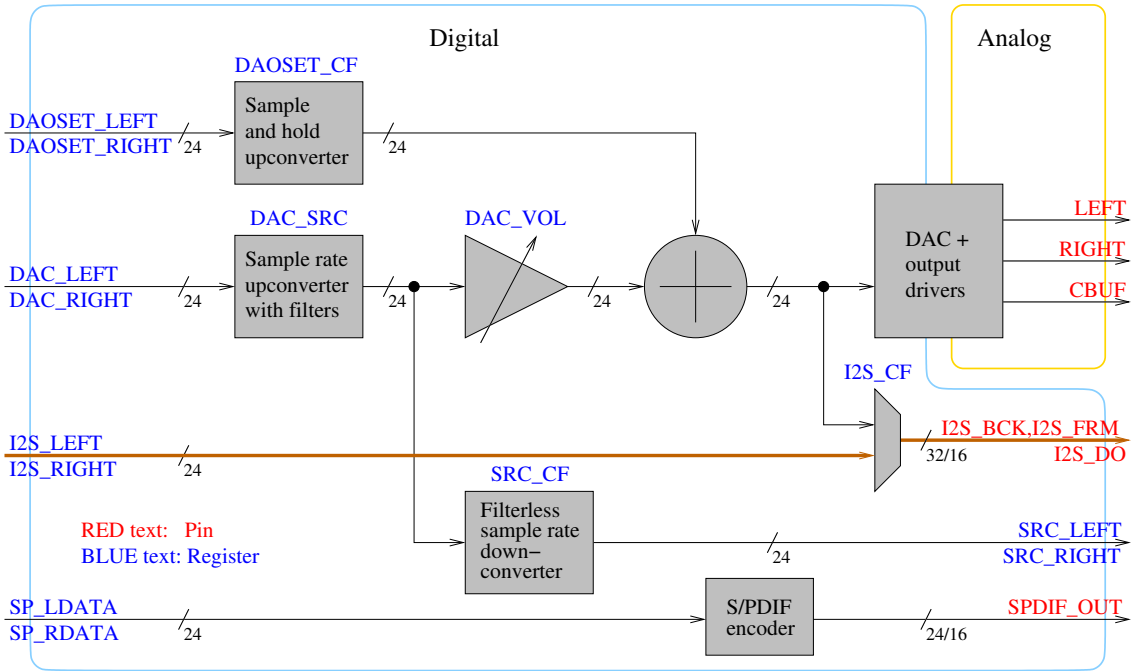 Digital
Analog
DAOSET_CF
DAOSET_LEFT
DAOSET_RIGHT
24
Sample
and hold
upconverter
24
DAC_SRC
DAC_VOL
DAC_LEFT
DAC_RIGHT
24
Sample rate
upconverter
with filters
24
24
24
DAC +
output
drivers
LEFT
RIGHT
CBUF
I2S_CF
I2S_LEFT
I2S_RIGHT
24
I2S_BCK,I2S_FRM
I2S_DO
32/16
SRC_CF
Filterless
sample rate
down−
converter
24
SRC_LEFT
SRC_RIGHT
RED text: Pin
BLUE text: Register
SP_LDATA
SP_RDATA
24
S/PDIF
encoder
24/16
SPDIF_OUT